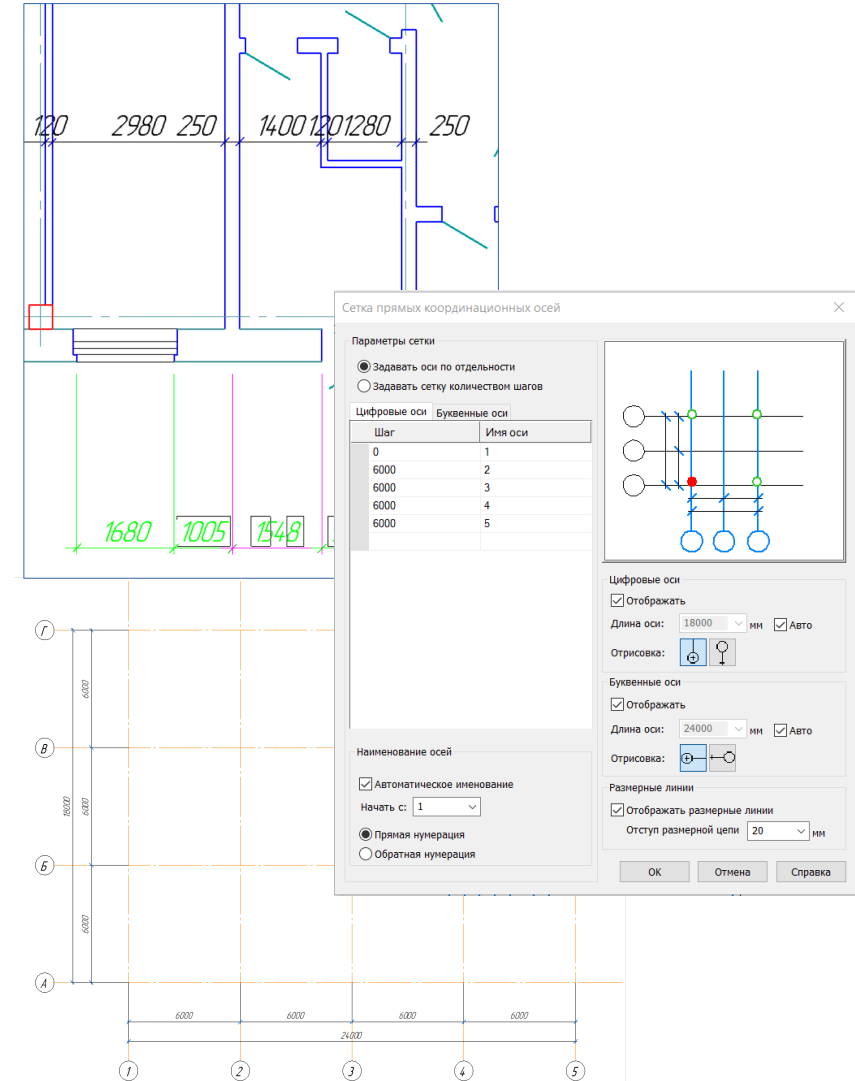 120 2980 250 1400 120 1280 250
1680 1005 1548
Сетка прямых координационных осей
Параметры сетки
Задавать оси по отдельности
Задавать сетку количеством шагов
Цифровые оси Буквенные оси
Шаг Имя оси
0 1
6000 2
6000 3
6000 4
6000 5
Наименование осей
Автоматическое именование
Начать с: 1
Прямая нумерация
Обратная нумерация
Цифровые оси
Отображать
Длина оси: 18000 мм Авто
Отрисовка:
Буквенные оси
Отображать
Длина оси: 24000 мм Авто
Отрисовка:
Размерные линии
Отображать размерные линии
Отступ размерной цепи 20 мм
ОК Отмена Справка
Г
6000
В
18000 6000
Б
6000
А
6000 6000 6000 6000
24000
1 2 3 4 5